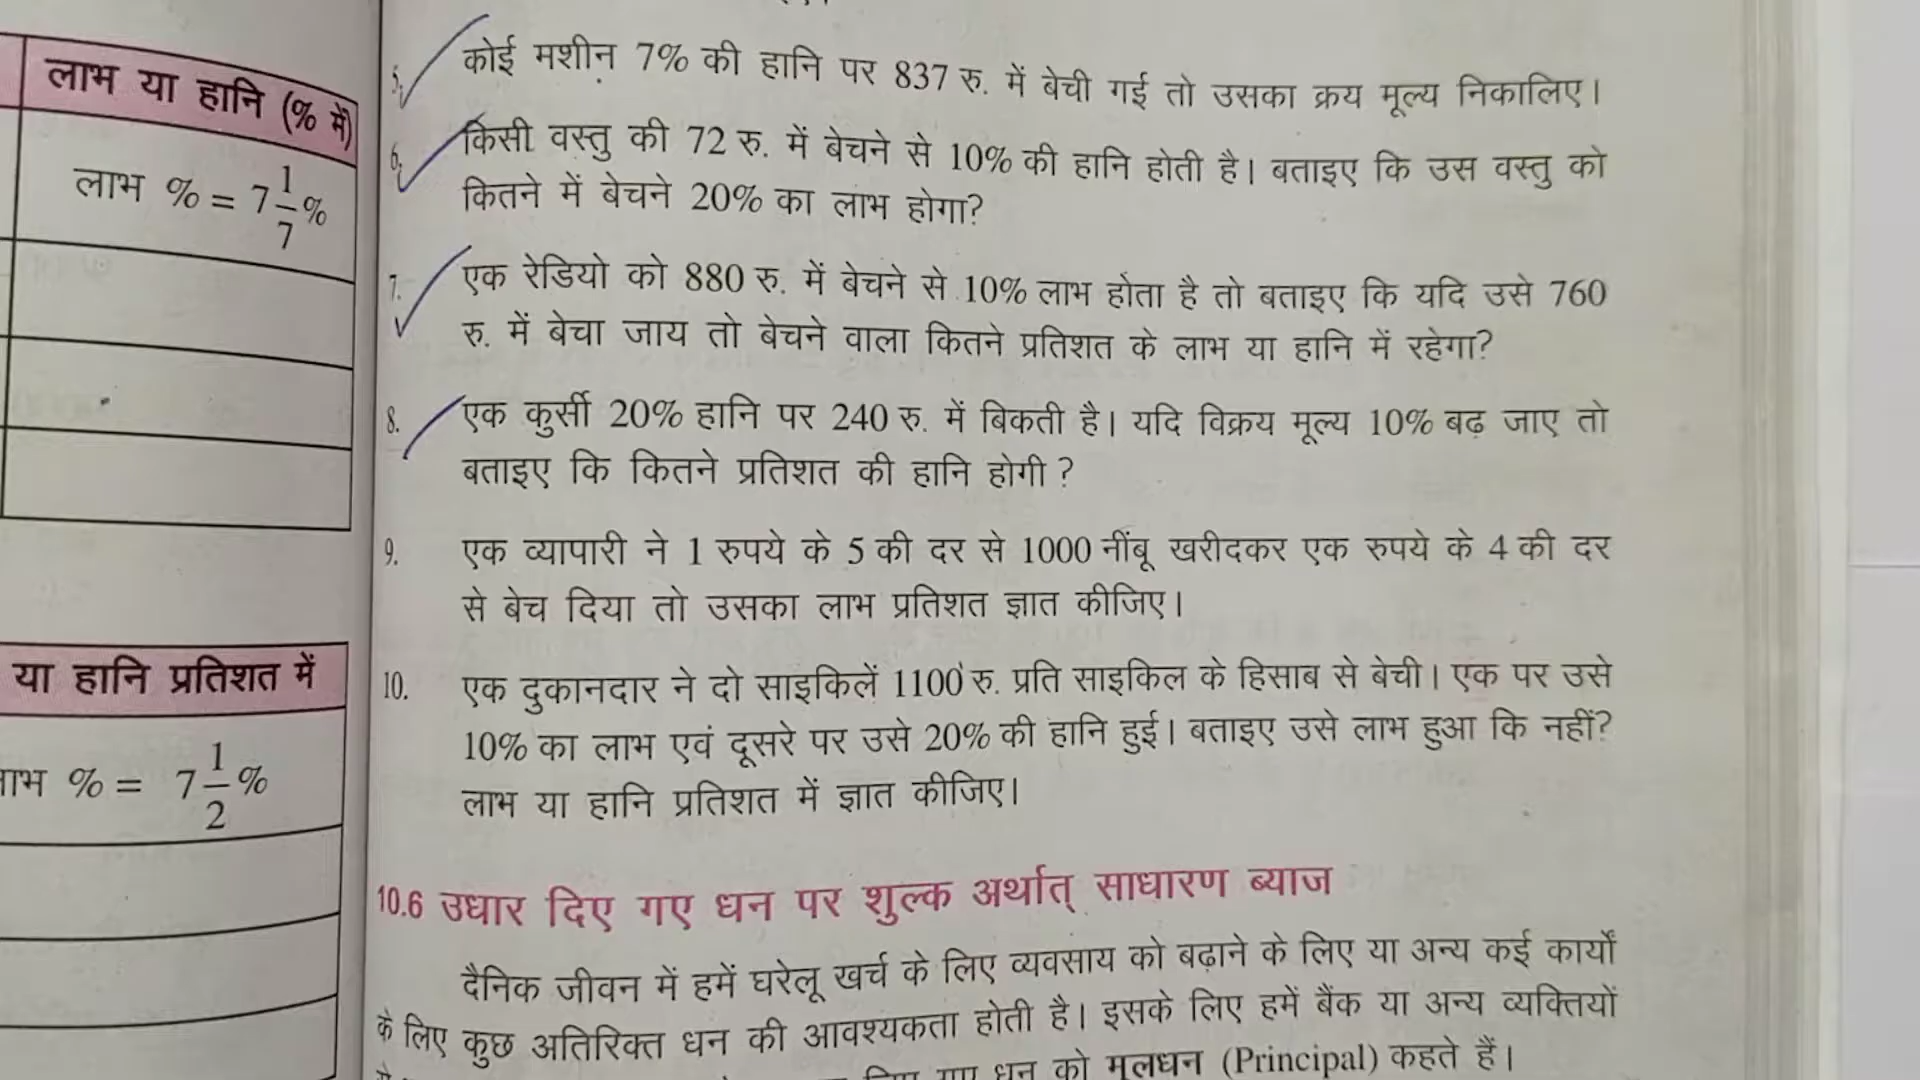 लाभ या हानि (% में)
लाभ % = 7 1/7 %
या हानि प्रतिशत में
लाभ % = 7 1/2 %
5. कोई मशीन 7% की हानि पर 837 रु. में बेची गई तो उसका क्रय मूल्य निकालिए।
6. किसी वस्तु की 72 रु. में बेचने से 10% की हानि होती है। बताइए कि उस वस्तु को
कितने में बेचने 20% का लाभ होगा?
7. एक रेडियो को 880 रु. में बेचने से 10% लाभ होता है तो बताइए कि यदि उसे 760
रु. में बेचा जाय तो बेचने वाला कितने प्रतिशत के लाभ या हानि में रहेगा?
8. एक कुर्सी 20% हानि पर 240 रु. में बिकती है। यदि विक्रय मूल्य 10% बढ़ जाए तो
बताइए कि कितने प्रतिशत की हानि होगी ?
9. एक व्यापारी ने 1 रुपये के 5 की दर से 1000 नींबू खरीदकर एक रुपये के 4 की दर
से बेच दिया तो उसका लाभ प्रतिशत ज्ञात कीजिए।
10. एक दुकानदार ने दो साइकिलें 1100 रु. प्रति साइकिल के हिसाब से बेची। एक पर उसे
10% का लाभ एवं दूसरे पर उसे 20% की हानि हुई। बताइए उसे लाभ हुआ कि नहीं?
लाभ या हानि प्रतिशत में ज्ञात कीजिए।
10.6 उधार दिए गए धन पर शुल्क अर्थात् साधारण ब्याज
दैनिक जीवन में हमें घरेलू खर्च के लिए व्यवसाय को बढ़ाने के लिए या अन्य कई कार्यों
के लिए कुछ अतिरिक्त धन की आवश्यकता होती है। इसके लिए हमें बैंक या अन्य व्यक्तियों
धन को मूलधन (Principal) कहते हैं।